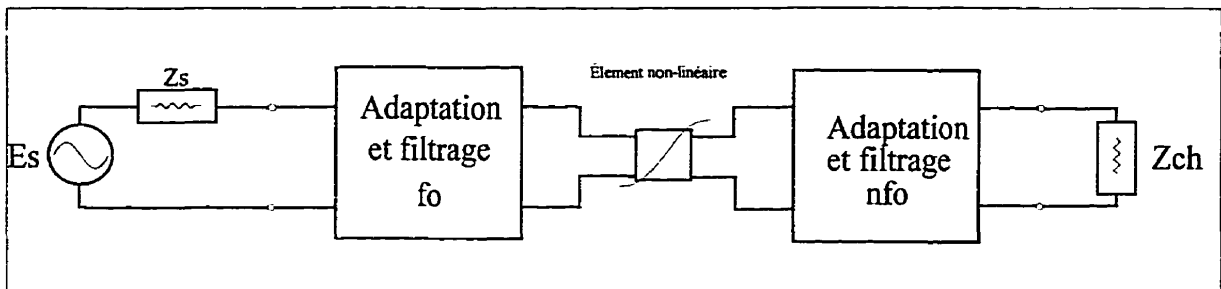 Es
Zs
Adaptation
et filtrage
fo
Élement non-linéaire
Adaptation
et filtrage
nfo
Zch